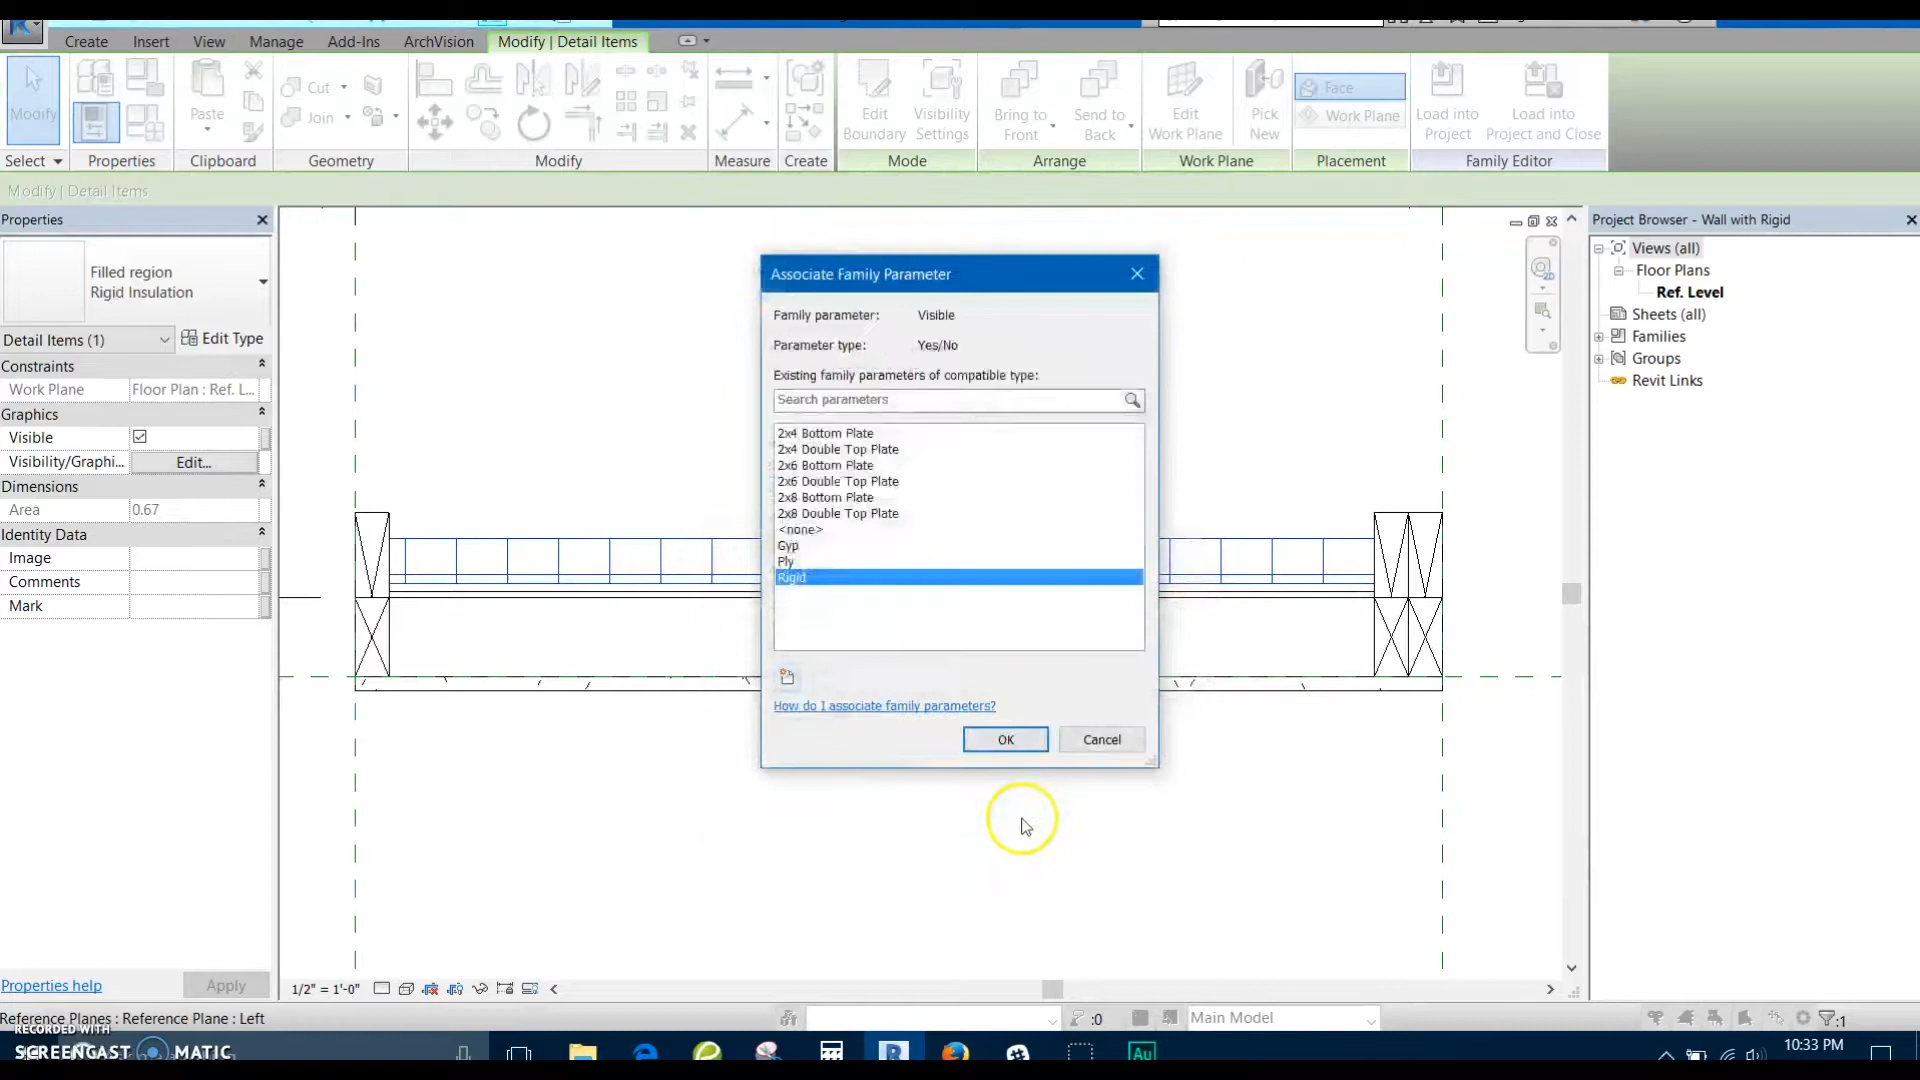 Create Insert View Manage Add-Ins ArchVision Modify | Detail Items
Modify
Paste
Cut
Join
Edit Boundary
Visibility Settings
Bring to Front
Send to Back
Edit Work Plane
Pick New
Face
Work Plane
Load into Project
Load into Project and Close
Select Properties Clipboard Geometry Modify Measure Create Mode Arrange Work Plane Family Editor
Modify | Detail Items
Properties
Filled region
Rigid Insulation
Detail Items (1) Edit Type
Constraints
Work Plane Floor Plan : Ref. L...
Graphics
Visible
Visibility/Graphi... Edit...
Dimensions
Area 0.67
Identity Data
Image
Comments
Mark
Properties help Apply
Associate Family Parameter
Family parameter: Visible
Parameter type: Yes/No
Existing family parameters of compatible type:
Search parameters
2x4 Bottom Plate
2x4 Double Top Plate
2x6 Bottom Plate
2x6 Double Top Plate
2x8 Bottom Plate
2x8 Double Top Plate
<none>
Gyp
Ply
Rigid
How do I associate family parameters?
OK Cancel
2D
Project Browser - Wall with Rigid
Views (all)
Floor Plans
Ref. Level
Sheets (all)
Families
Groups
Revit Links
1/2" = 1'-0"
Reference Planes : Reference Plane : Left
:0 Main Model :1
RECORDED WITH
SCREENCAST MATIC
R Au
10:33 PM